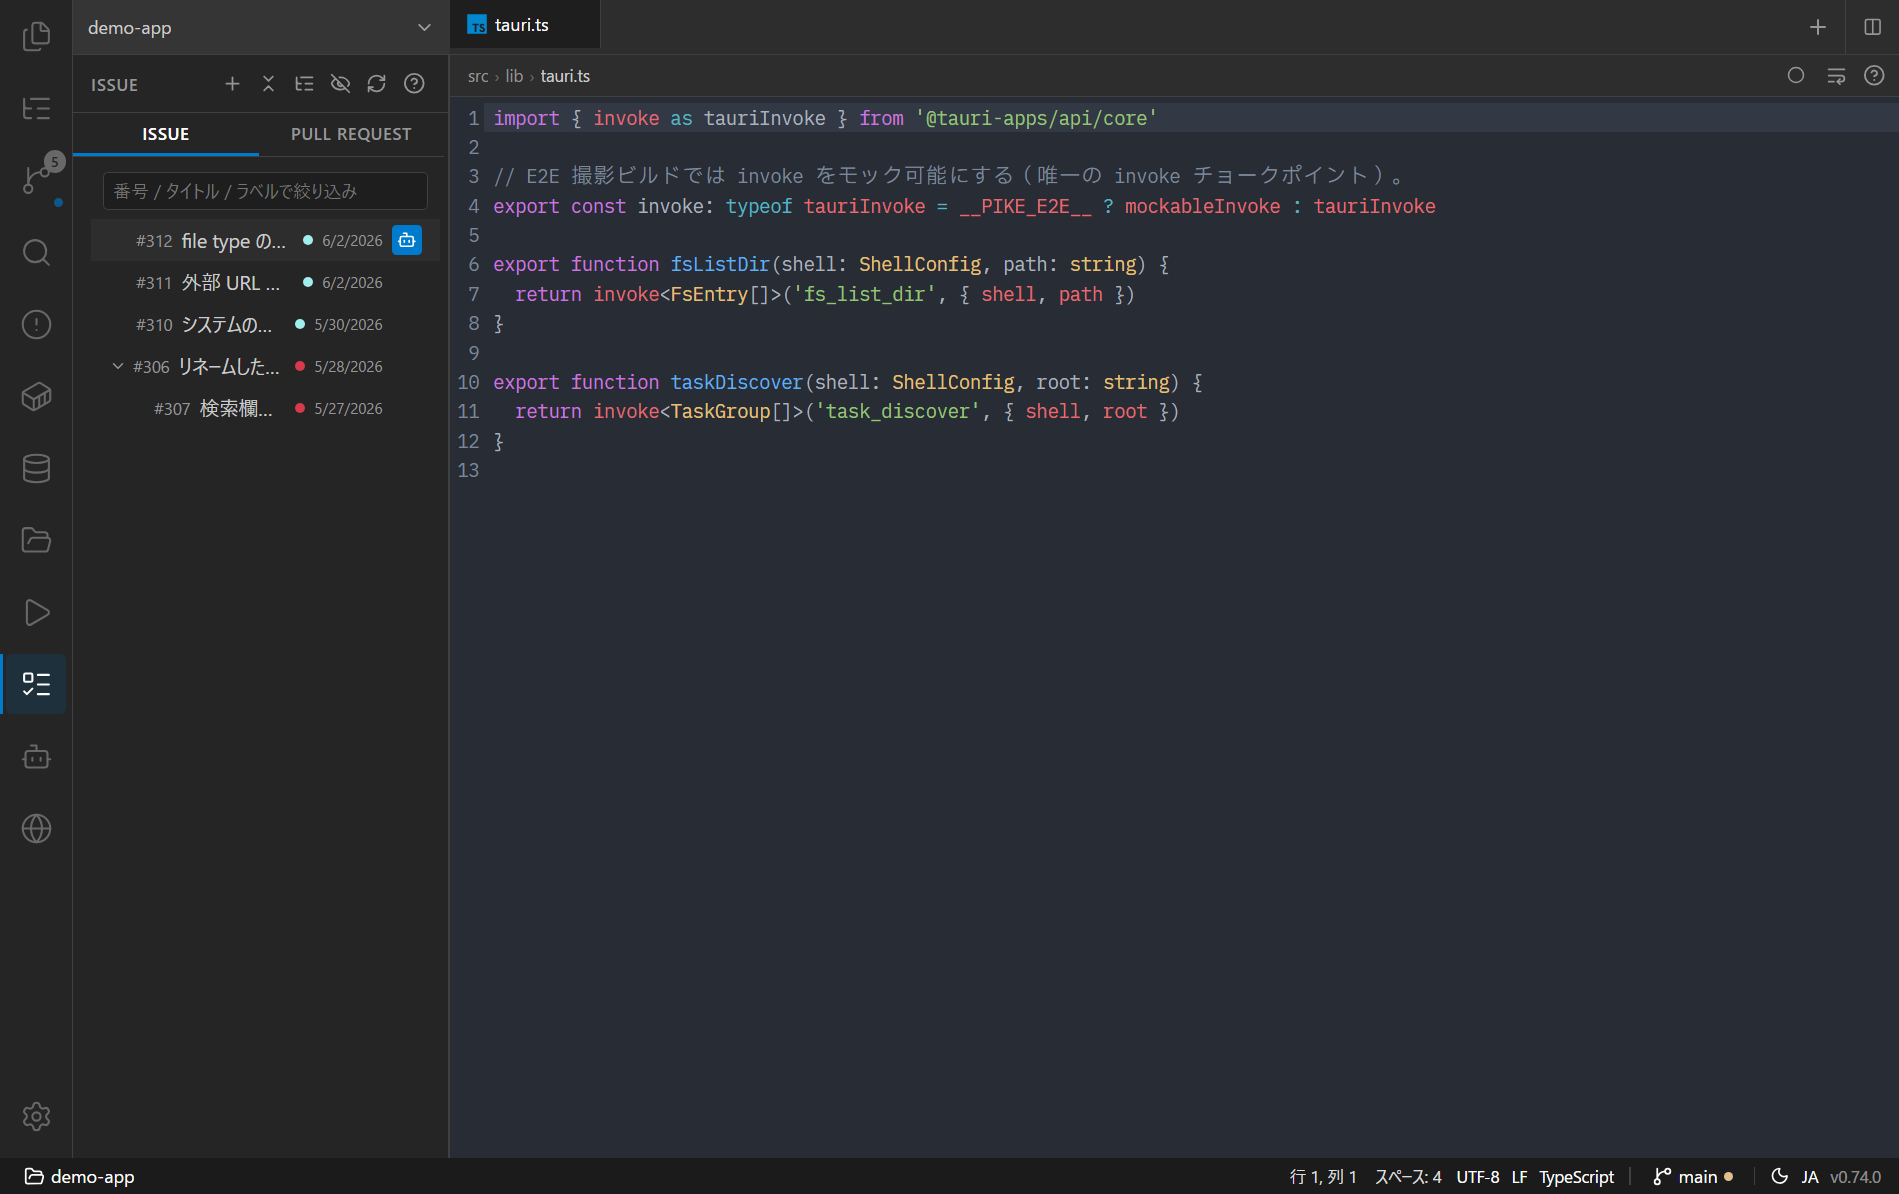 demo-app
ISSUE
ISSUE
PULL REQUEST
番号 / タイトル / ラベルで絞り込み
#312 file type の... 6/2/2026
#311 外部 URL ... 6/2/2026
#310 システムの... 5/30/2026
#306 リネームした... 5/28/2026
#307 検索欄... 5/27/2026
5
TS tauri.ts
src › lib › tauri.ts
1 import { invoke as tauriInvoke } from '@tauri-apps/api/core'
2
3 // E2E 撮影ビルドでは invoke をモック可能にする（唯一の invoke チョークポイント）。
4 export const invoke: typeof tauriInvoke = __PIKE_E2E__ ? mockableInvoke : tauriInvoke
5
6 export function fsListDir(shell: ShellConfig, path: string) {
7   return invoke<FsEntry[]>('fs_list_dir', { shell, path })
8 }
9
10 export function taskDiscover(shell: ShellConfig, root: string) {
11   return invoke<TaskGroup[]>('task_discover', { shell, root })
12 }
13
demo-app
行 1, 列 1 スペース: 4 UTF-8 LF TypeScript main JA v0.74.0